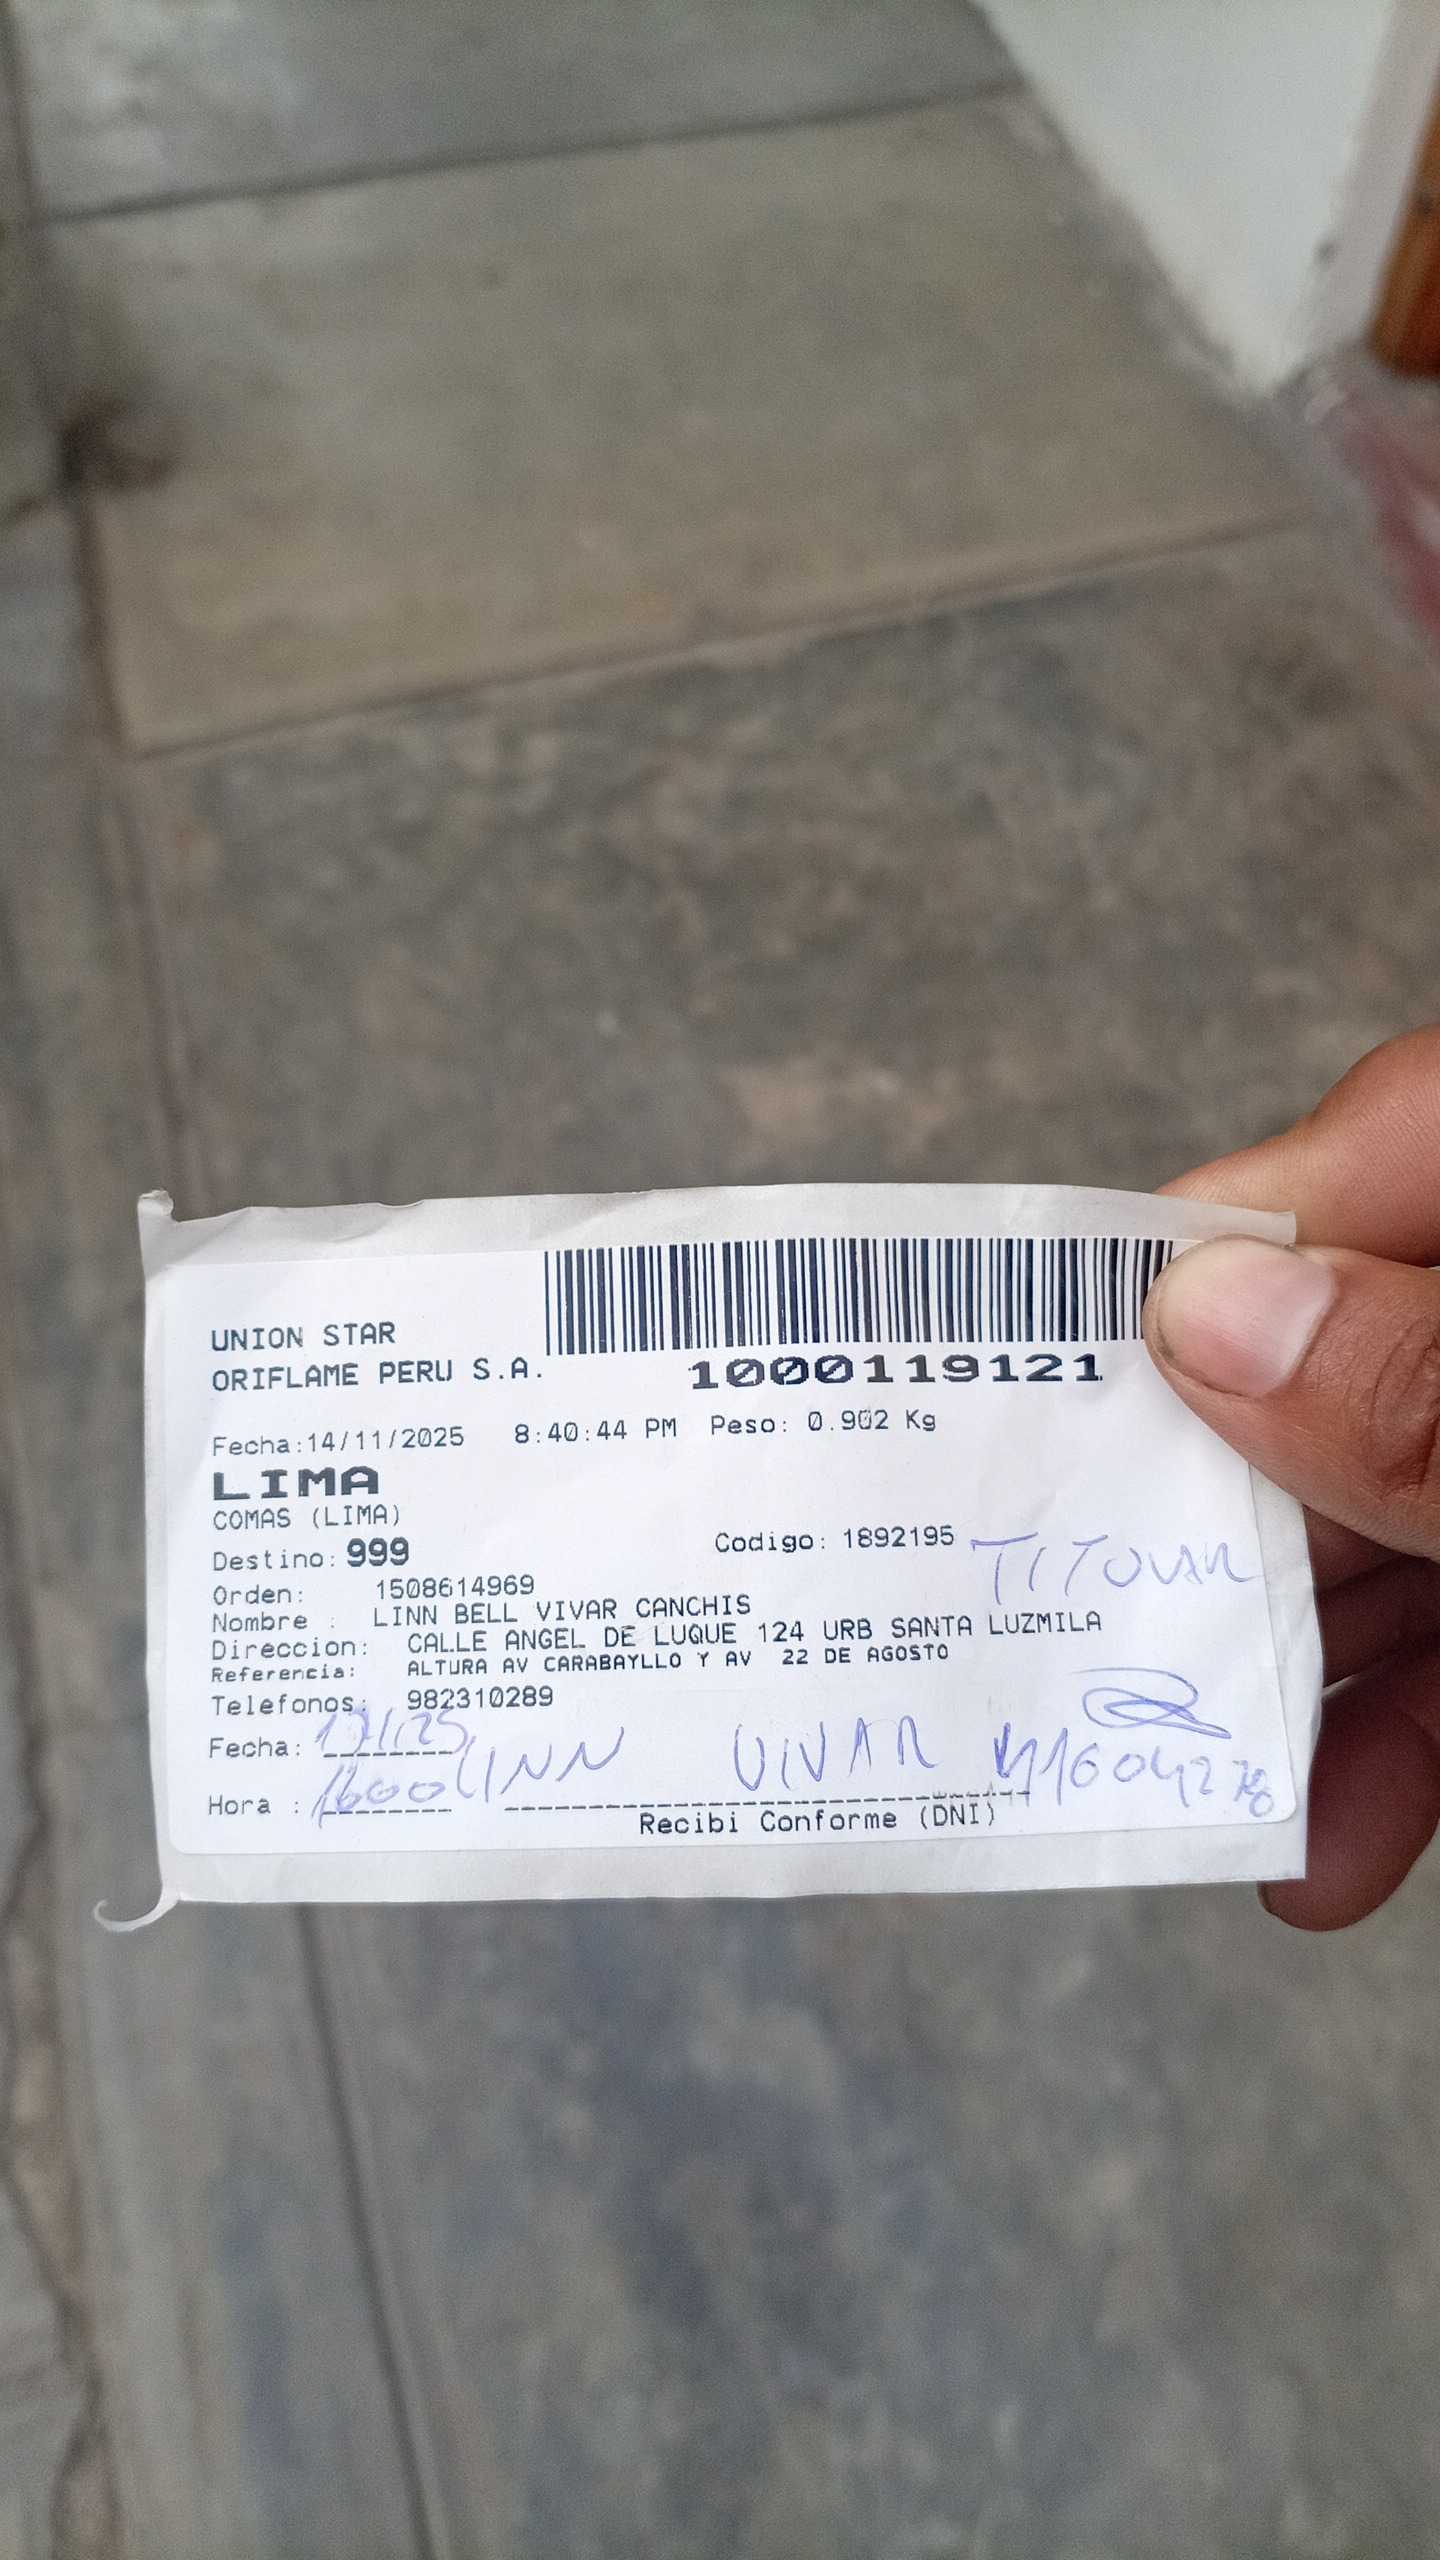 UNION STAR
ORIFLAME PERU S.A.
1000119121
Fecha:14/11/2025 8:40:44 PM Peso: 0.902 Kg
LIMA
COMAS (LIMA)
Destino: 999 Codigo: 1892195 TITULAR
Orden: 1508614969
Nombre : LINN BELL VIVAR CANCHIS
Direccion: CALLE ANGEL DE LUQUE 124 URB SANTA LUZMILA
Referencia: ALTURA AV CARABAYLLO Y AV 22 DE AGOSTO
Telefonos: 982310289
Fecha: LINN VIVAR
Hora : 1600
Recibi Conforme (DNI)